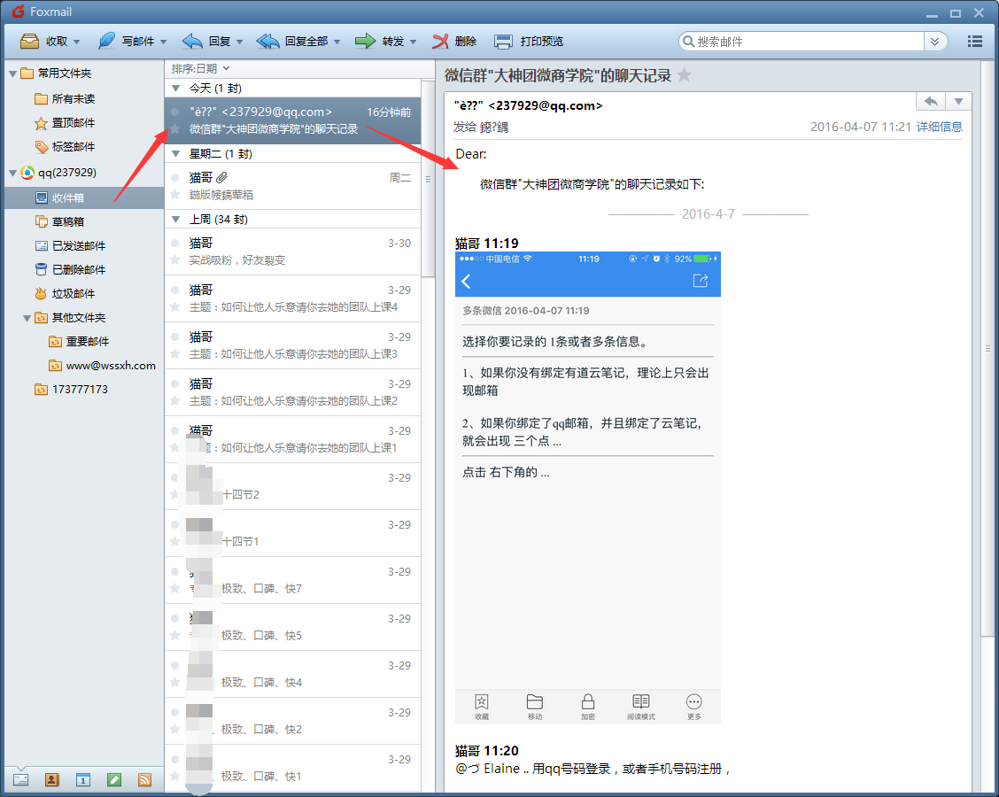 Foxmail
收取 写邮件 回复 回复全部 转发 删除 打印预览 搜索邮件
常用文件夹
所有未读
置顶邮件
标签邮件
qq(237929)
收件箱
草稿箱
已发送邮件
已删除邮件
垃圾邮件
其他文件夹
重要邮件
www@wssxh.com
173777173
排序:日期
今天 (1 封)
"è??" <237929@qq.com> 16分钟前
微信群"大神团微商学院"的聊天记录
星期二 (1 封)
猫哥 周二
上周 (34 封)
猫哥 3-30
实战吸粉，好友裂变
猫哥 3-29
主题：如何让他人乐意请你去她的团队上课4
猫哥 3-29
主题：如何让他人乐意请你去她的团队上课3
猫哥 3-29
主题：如何让他人乐意请你去她的团队上课2
猫哥 3-29
题：如何让他人乐意请你去她的团队上课1
3-29
十四节2
3-29
十四节1
3-29
极致、口碑、快7
3-29
极致、口碑、快5
3-29
极致、口碑、快4
3-29
、极致、口碑、快2
3-29
极致、口碑、快1
微信群"大神团微商学院"的聊天记录
"è??" <237929@qq.com>
发给 2016-04-07 11:21 详细信息
Dear:
微信群"大神团微商学院"的聊天记录如下:
2016-4-7
猫哥 11:19
中国电信 11:19 92%
多条微信 2016-04-07 11:19
选择你要记录的 1条或者多条信息。
1、如果你没有绑定有道云笔记，理论上只会出
现邮箱
2、如果你绑定了qq邮箱，并且绑定了云笔记，
就会出现 三个点 ...
点击 右下角的 ...
收藏 移动 加密 阅读模式 更多
猫哥 11:20
@づ Elaine .. 用qq号码登录，或者手机号码注册，